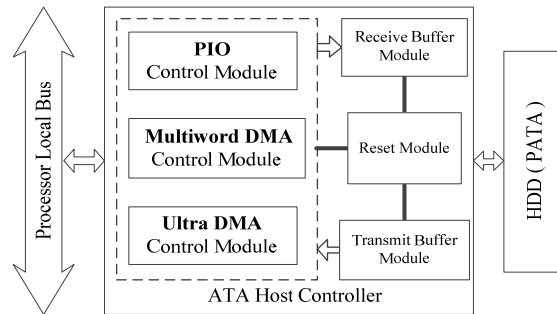 Processor Local Bus
PIO
Control Module
Multiword DMA
Control Module
Ultra DMA
Control Module
Receive Buffer
Module
Reset Module
Transmit Buffer
Module
ATA Host Controller
HDD ( PATA )